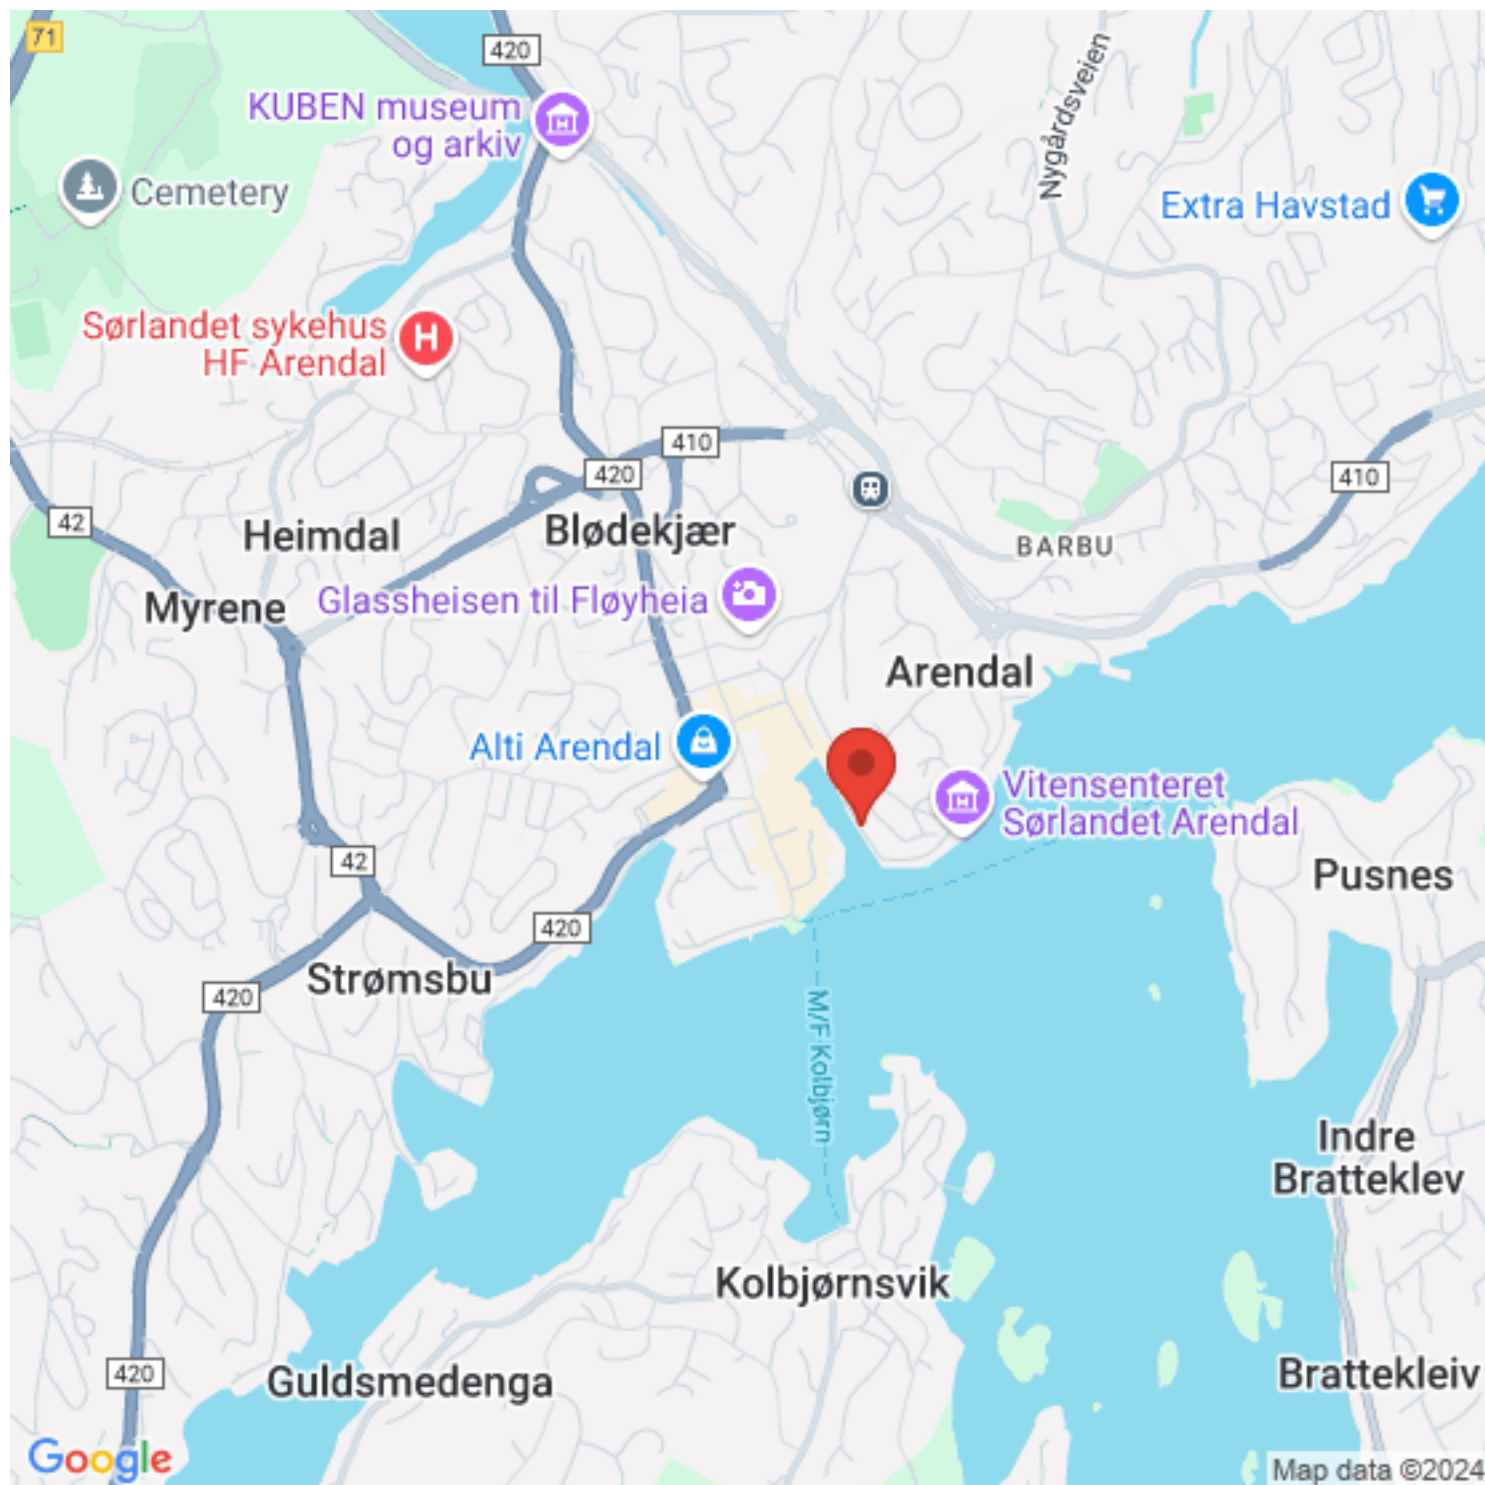 71
420
KUBEN museum
og arkiv
Nygårdsveien
Cemetery
Extra Havstad
Sørlandet sykehus
HF Arendal
H
410
420
410
42
Heimdal
Blødekjær
BARBU
Glassheisen til Fløyheia
Myrene
Arendal
Alti Arendal
Vitensenteret
Sørlandet Arendal
42
Pusnes
420
Strømsbu
420
M/F Kolbjørn
Indre
Bratteklev
Kolbjørnsvik
420
Guldsmedenga
Brattekleiv
Google
Map data ©2024